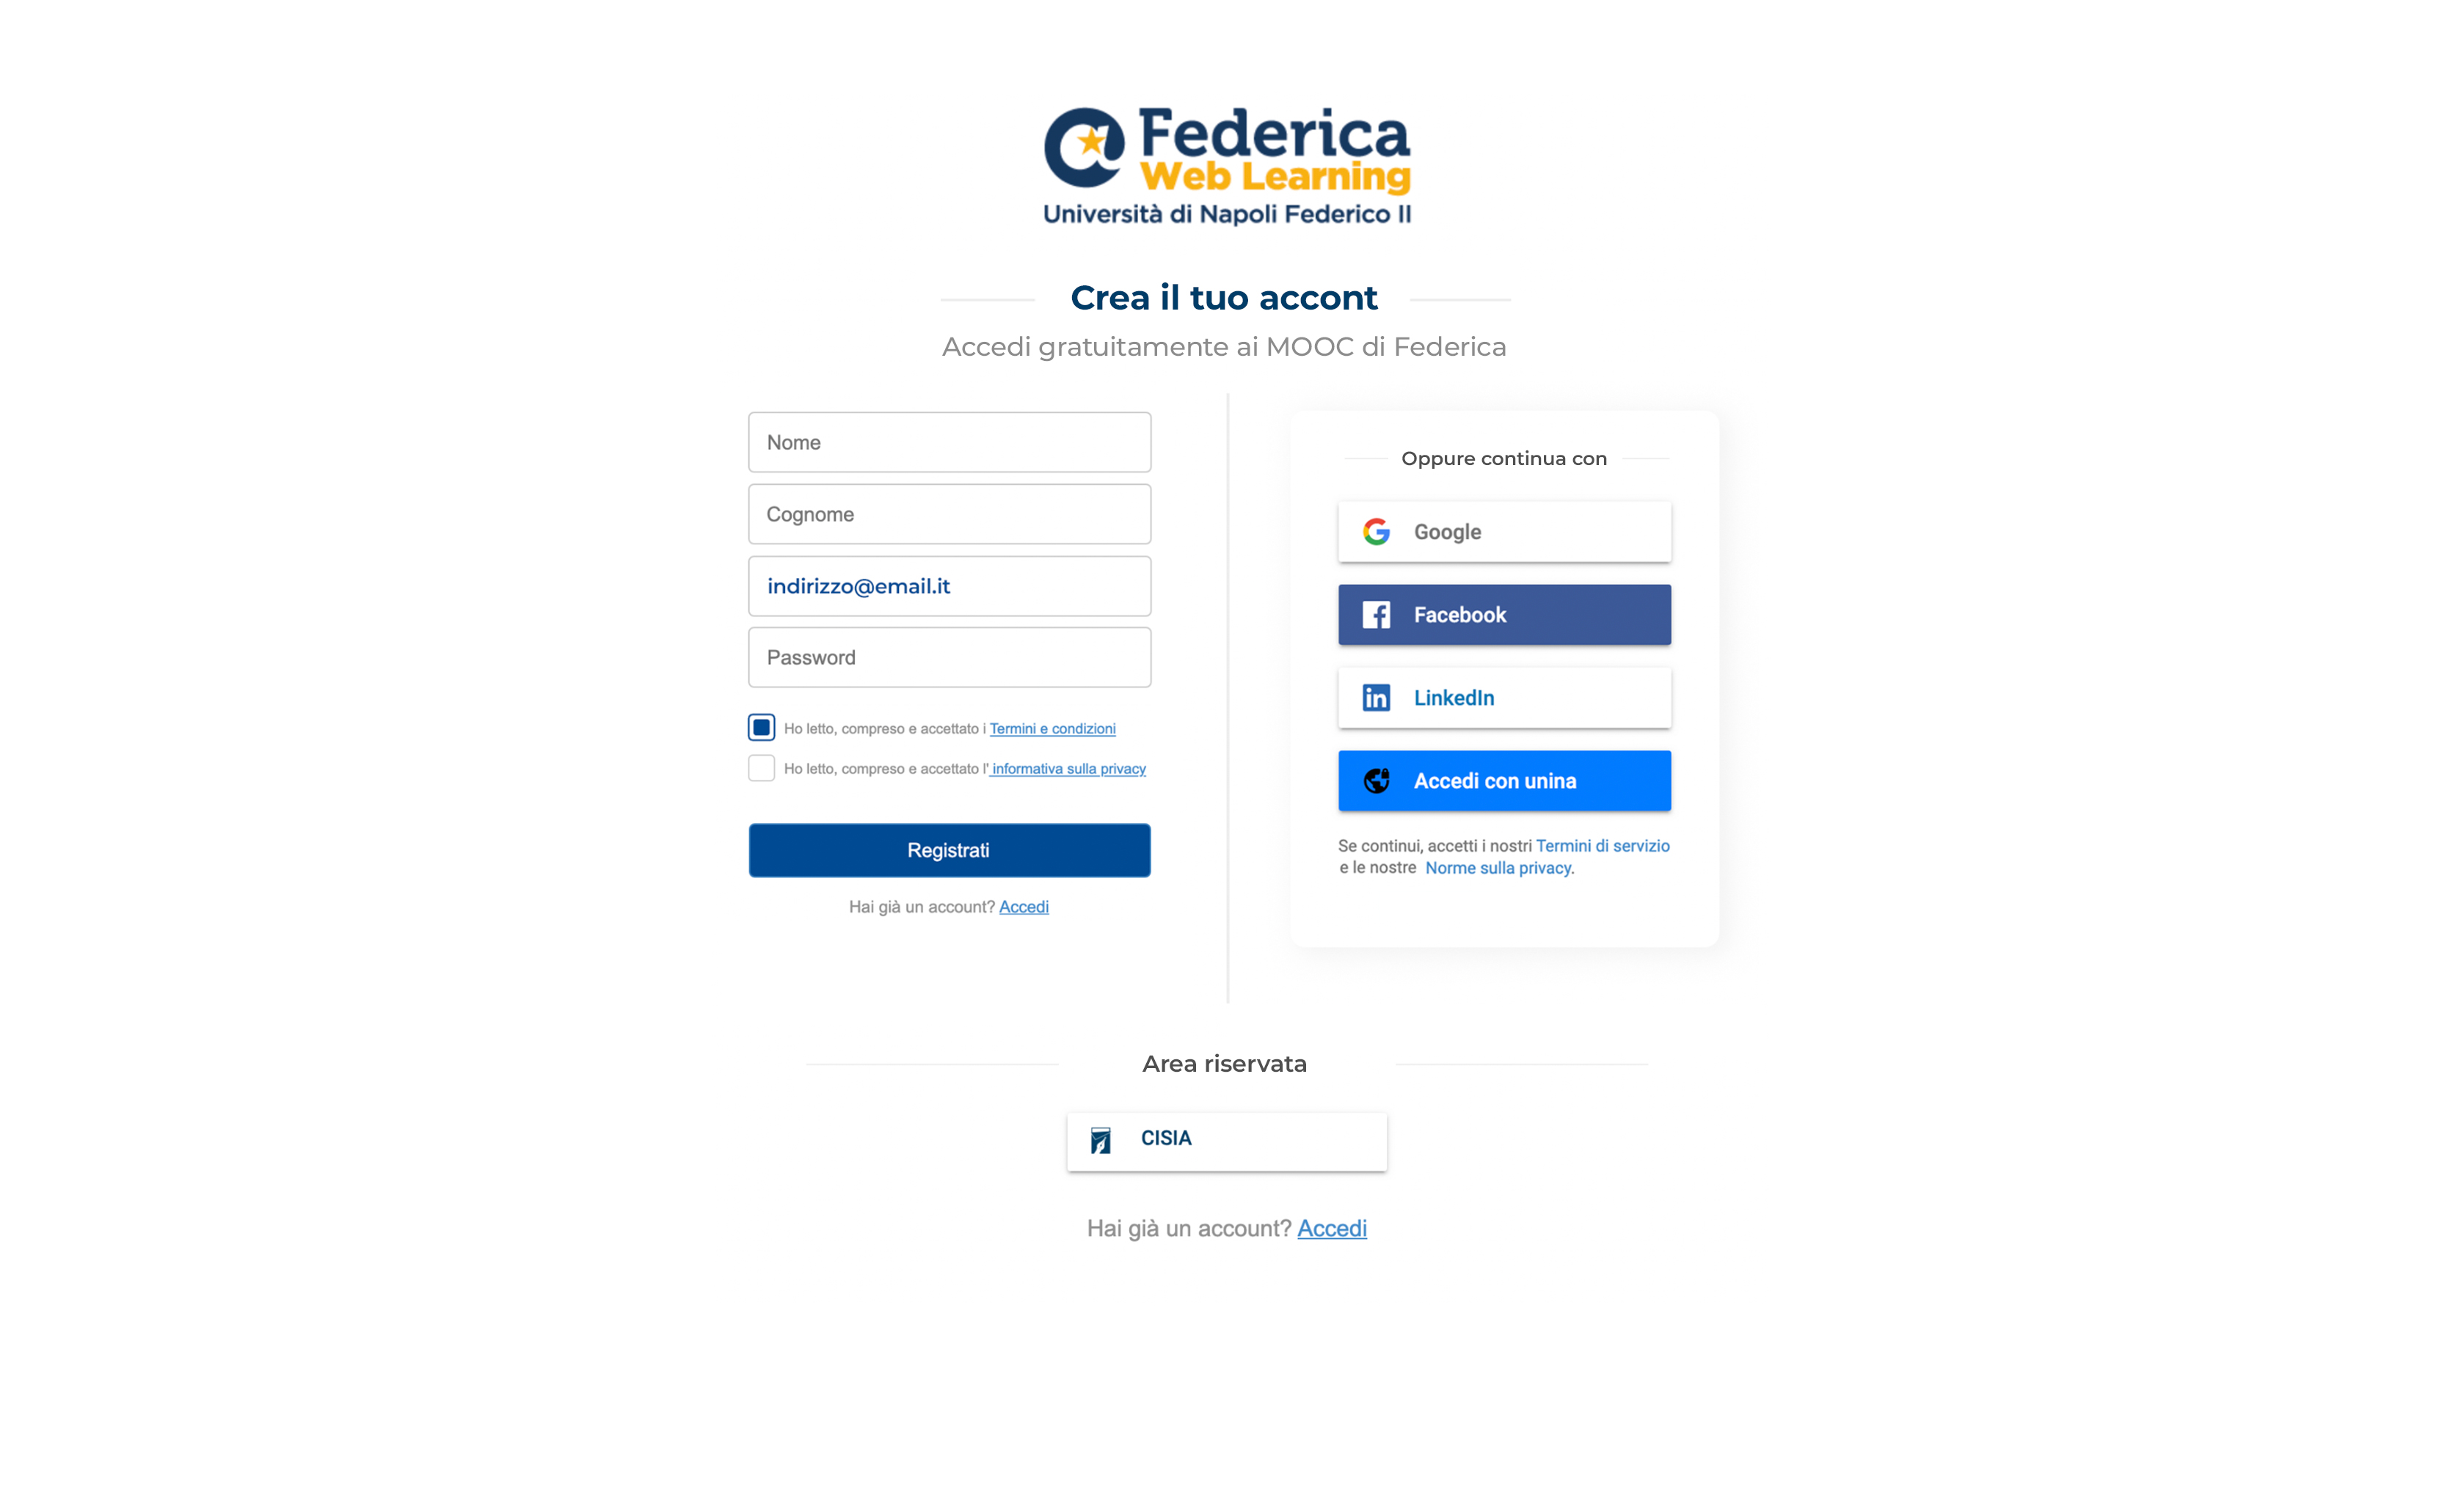 Federica
Web Learning
Università di Napoli Federico II
Crea il tuo accont
Accedi gratuitamente ai MOOC di Federica
Nome
Cognome
indirizzo@email.it
Password
Ho letto, compreso e accettato i Termini e condizioni
Ho letto, compreso e accettato l' informativa sulla privacy
Registrati
Hai già un account? Accedi
Oppure continua con
Google
Facebook
LinkedIn
Accedi con unina
Se continui, accetti i nostri Termini di servizio
e le nostre Norme sulla privacy.
Area riservata
CISIA
Hai già un account? Accedi